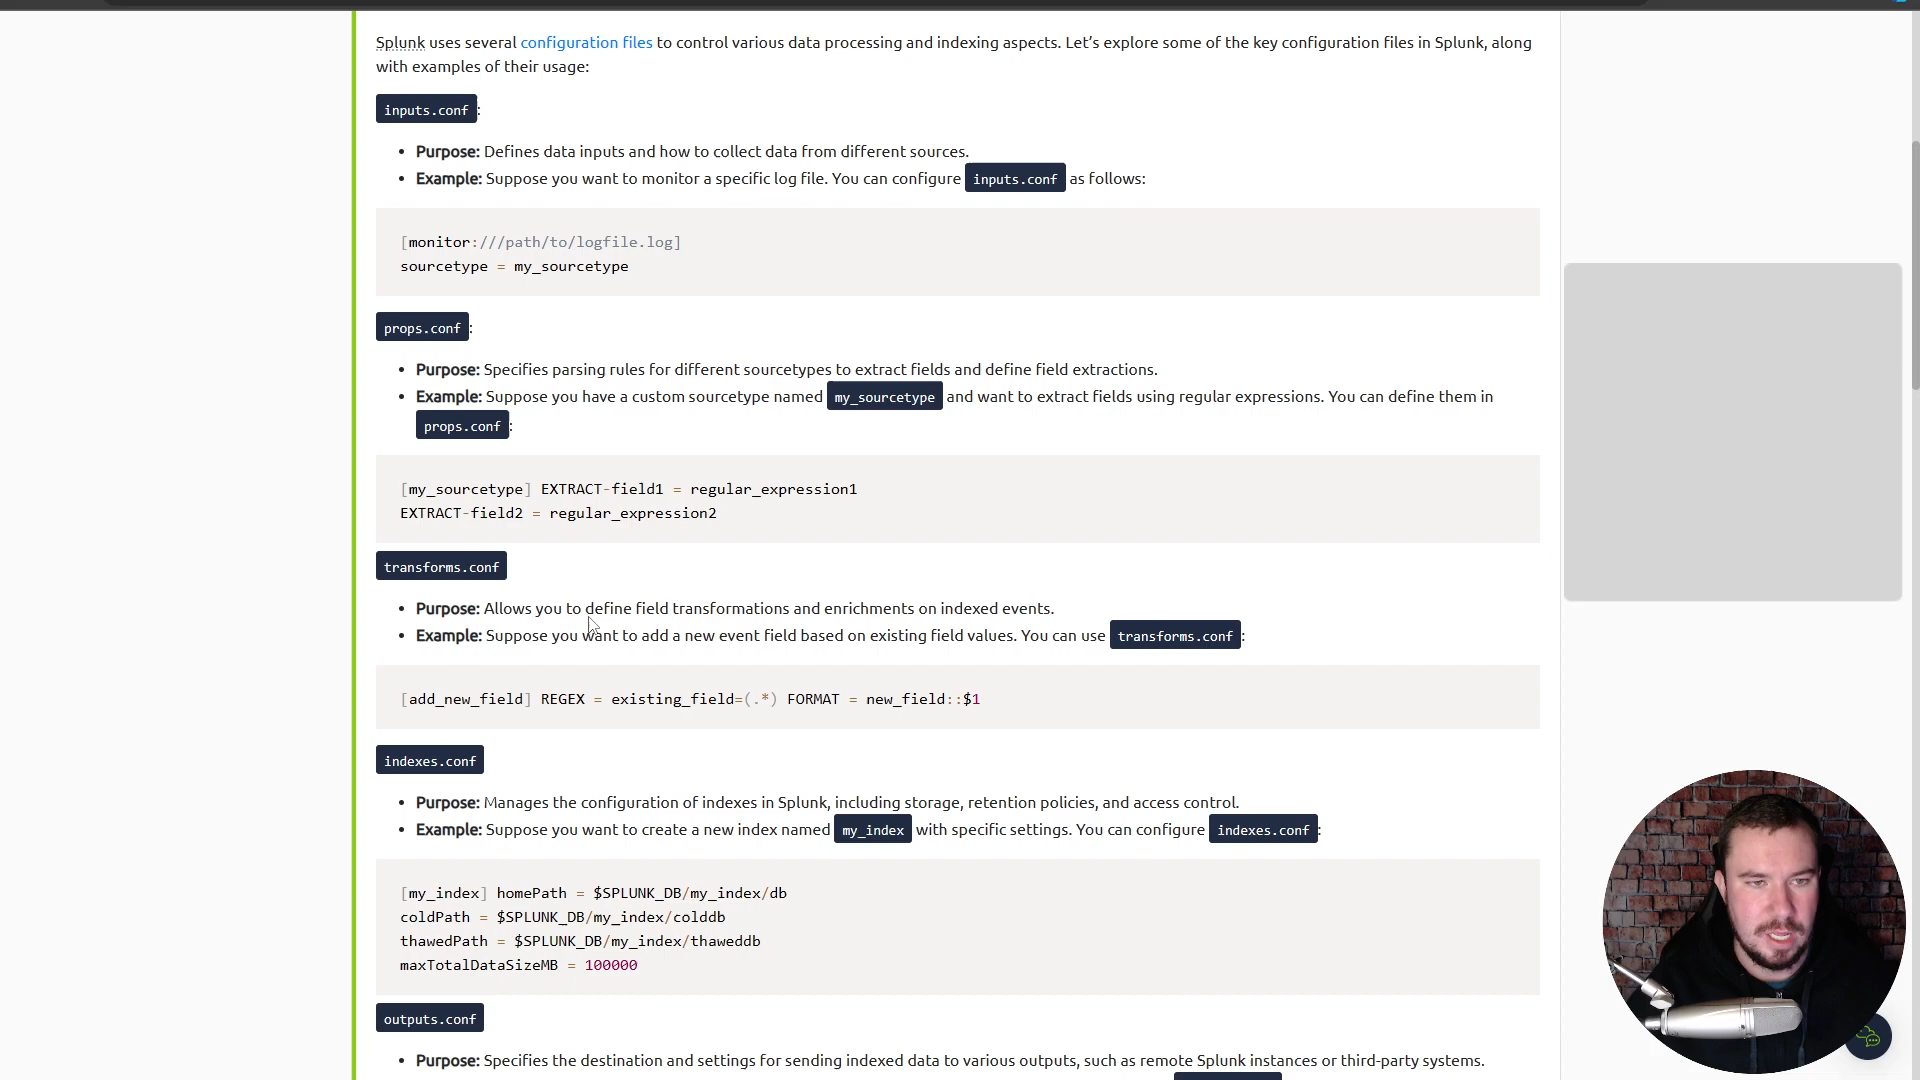 Splunk uses several configuration files to control various data processing and indexing aspects. Let’s explore some of the key configuration files in Splunk, along
with examples of their usage:
inputs.conf:
• Purpose: Defines data inputs and how to collect data from different sources.
• Example: Suppose you want to monitor a specific log file. You can configure inputs.conf as follows:
[monitor:///path/to/logfile.log]
sourcetype = my_sourcetype
props.conf:
• Purpose: Specifies parsing rules for different sourcetypes to extract fields and define field extractions.
• Example: Suppose you have a custom sourcetype named my_sourcetype and want to extract fields using regular expressions. You can define them in
props.conf:
[my_sourcetype] EXTRACT-field1 = regular_expression1
EXTRACT-field2 = regular_expression2
transforms.conf
• Purpose: Allows you to define field transformations and enrichments on indexed events.
• Example: Suppose you want to add a new event field based on existing field values. You can use transforms.conf:
[add_new_field] REGEX = existing_field=(.*) FORMAT = new_field::$1
indexes.conf
• Purpose: Manages the configuration of indexes in Splunk, including storage, retention policies, and access control.
• Example: Suppose you want to create a new index named my_index with specific settings. You can configure indexes.conf:
[my_index] homePath = $SPLUNK_DB/my_index/db
coldPath = $SPLUNK_DB/my_index/colddb
thawedPath = $SPLUNK_DB/my_index/thaweddb
maxTotalDataSizeMB = 100000
outputs.conf
• Purpose: Specifies the destination and settings for sending indexed data to various outputs, such as remote Splunk instances or third-party systems.